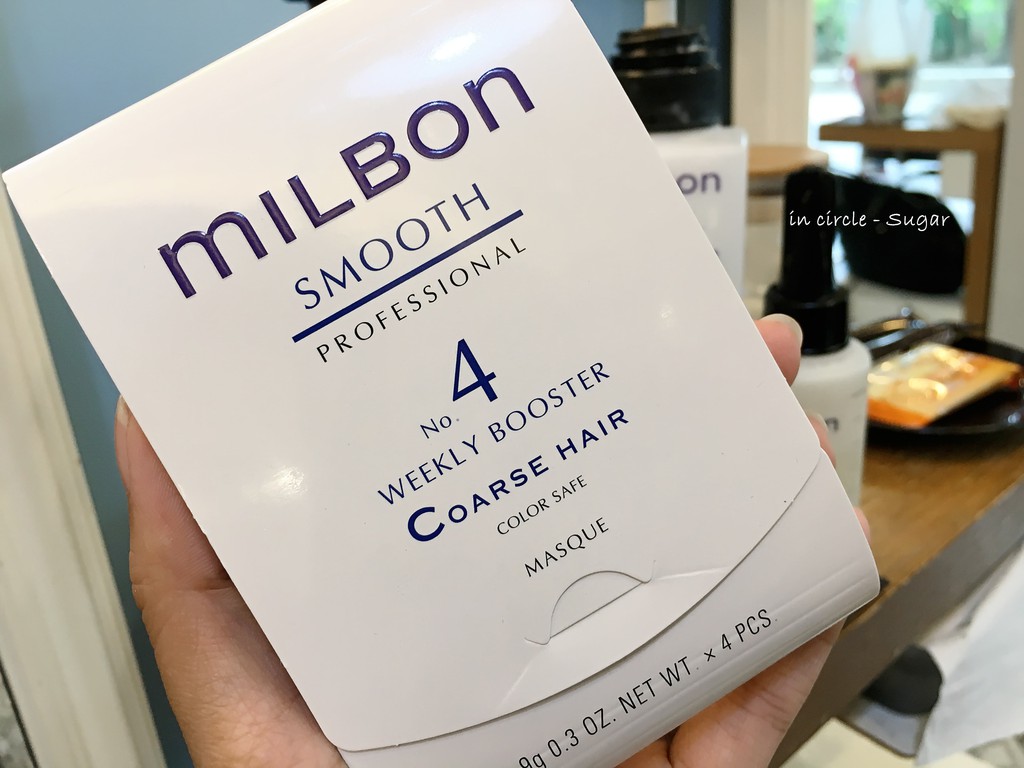 mILBon
SMOOTH
PROFESSIONAL
No. 4
WEEKLY BOOSTER
COARSE HAIR
COLOR SAFE
MASQUE
9g 0.3 OZ. NET WT. × 4 PCS.
in circle - Sugar